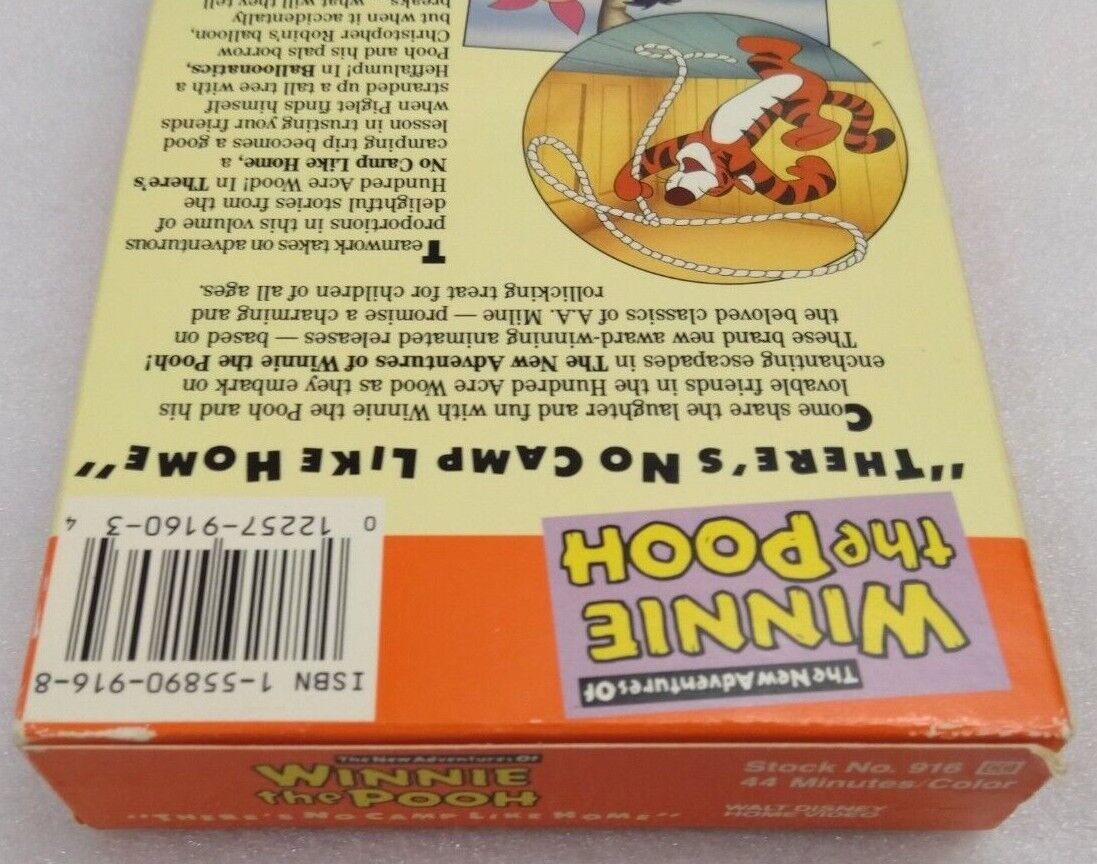 ISBN 1-55890-916-8
0 12257-9160-3 4
The New Adventures Of
WINNIE
the POOH
"THERE'S NO CAMP LIKE HOME"
Come share the laughter and fun with Winnie the Pooh and his
lovable friends in the Hundred Acre Wood as they embark on
enchanting escapades in The New Adventures of Winnie the Pooh!
These brand new award-winning animated releases — based on
the beloved classics of A.A. Milne — promise a charming and
rollicking treat for children of all ages.
Teamwork takes on adventurous
proportions in this volume of
delightful stories from the
Hundred Acre Wood! In There's
No Camp Like Home, a
camping trip becomes a good
lesson in trusting your friends
when Piglet finds himself
stranded up a tall tree with a
Heffalump! In Balloonatics,
Pooh and his pals borrow
Christopher Robin's balloon,
but when it accidentally
breaks... what will they tell
The New Adventures Of
WINNIE
the POOH
"THERE'S NO CAMP LIKE HOME"
Stock No. 916
44 Minutes/Color
WALT DISNEY
HOME VIDEO